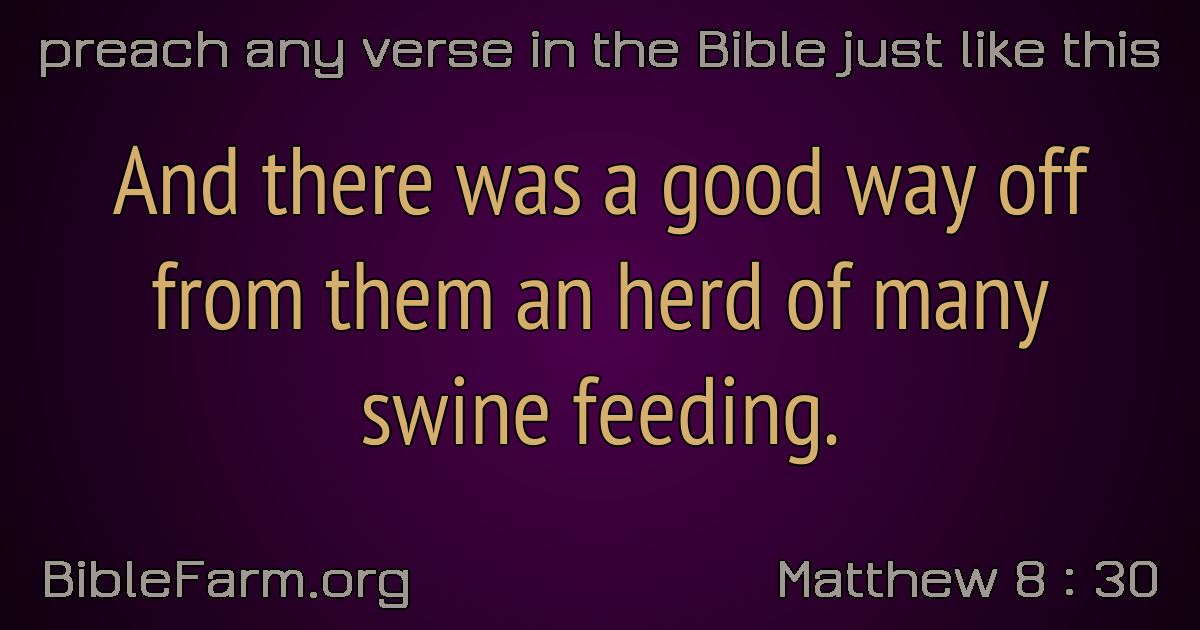 preach any verse in the Bible just like this
And there was a good way off
from them an herd of many
swine feeding.
BibleFarm.org
Matthew 8 : 30